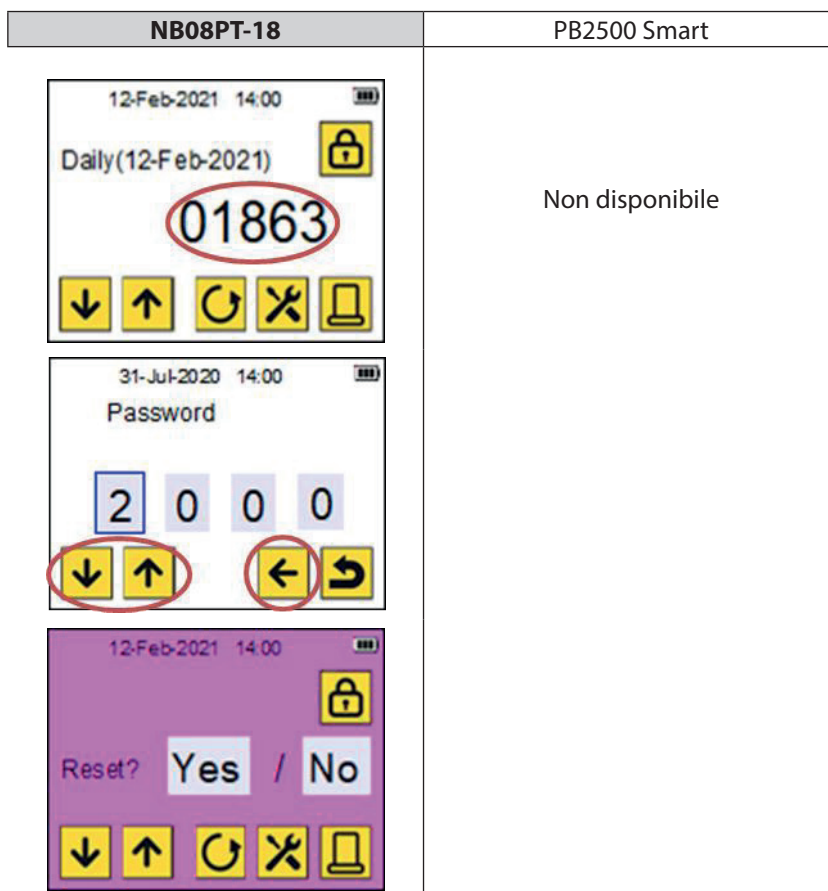 NB08PT-18 PB2500 Smart
12-Feb-2021 14:00
Daily(12-Feb-2021)
01863
Non disponibile
31-Jul-2020 14:00
Password
2 0 0 0
12-Feb-2021 14:00
Reset? Yes / No